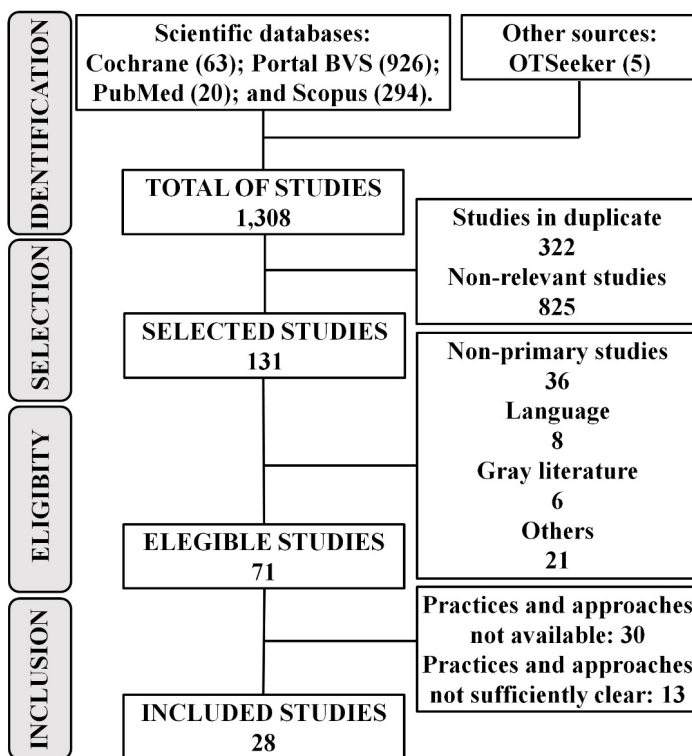 IDENTIFICATION
Scientific databases:
Cochrane (63); Portal BVS (926);
PubMed (20); and Scopus (294).
Other sources:
OTSeeker (5)
TOTAL OF STUDIES
1,308
SELECTION
Studies in duplicate
322
Non-relevant studies
825
SELECTED STUDIES
131
ELIGIBITY
Non-primary studies
36
Language
8
Gray literature
6
Others
21
ELEGIBLE STUDIES
71
INCLUSION
Practices and approaches
not available: 30
Practices and approaches
not sufficiently clear: 13
INCLUDED STUDIES
28